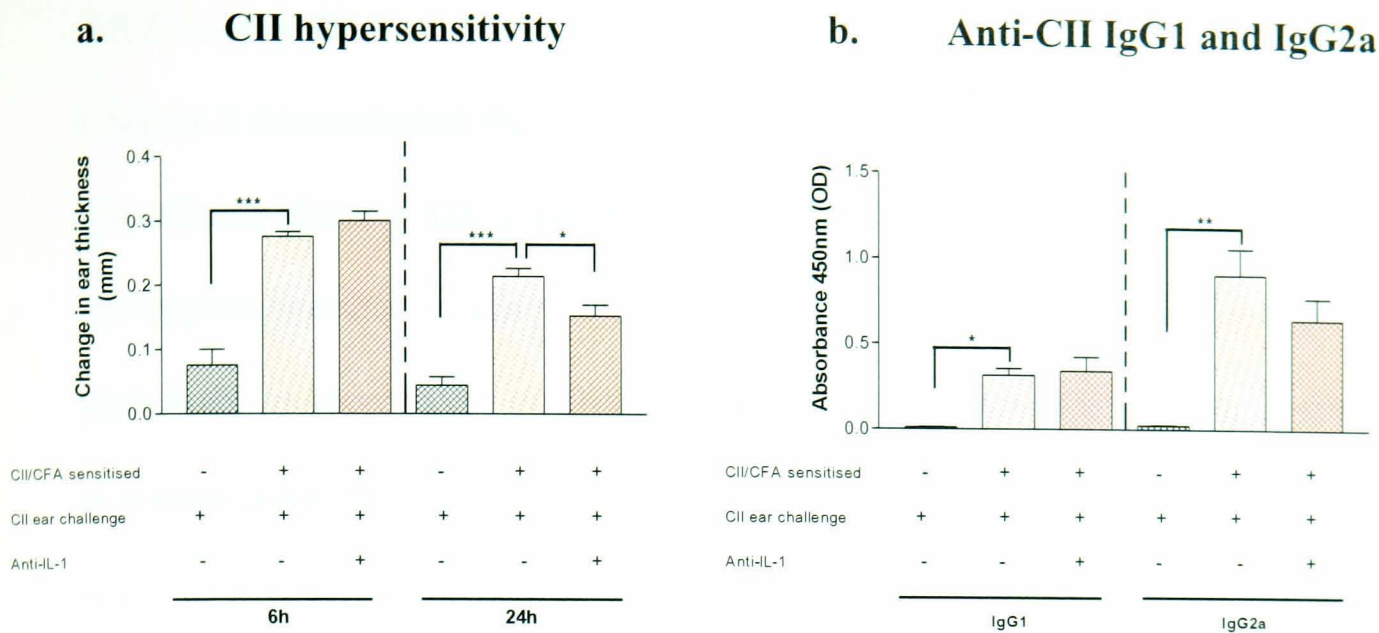 a. CII hypersensitivity
Change in ear thickness
(mm)
0.4
0.3
0.2
0.1
0.0
***
***
*
CII/CFA sensitised - + + - + +
CII ear challenge + + + + + +
Anti-IL-1 - - + - - +
6h 24h
b. Anti-CII IgG1 and IgG2a
Absorbance 450nm (OD)
1.5
1.0
0.5
0.0
*
**
CII/CFA sensitised - + + - + +
CII ear challenge + + + + + +
Anti-IL-1 - - + - - +
IgG1 IgG2a